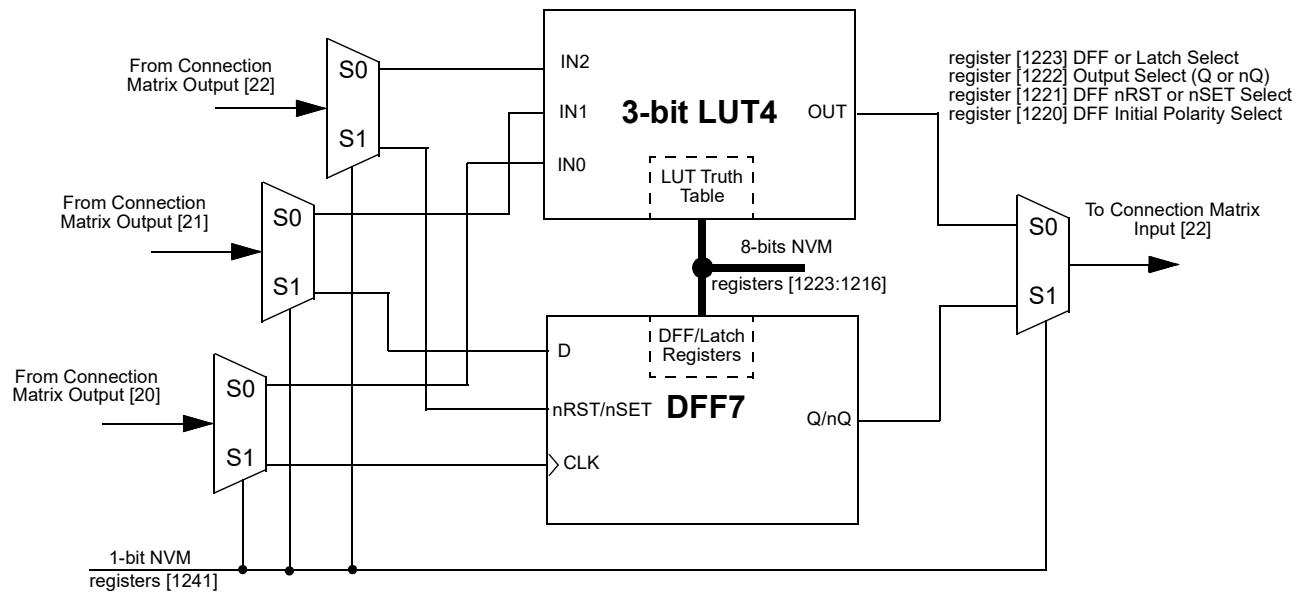 From Connection
Matrix Output [22]
S0
S1
IN2
IN1
IN0
3-bit LUT4
OUT
LUT Truth
Table
register [1223] DFF or Latch Select
register [1222] Output Select (Q or nQ)
register [1221] DFF nRST or nSET Select
register [1220] DFF Initial Polarity Select
From Connection
Matrix Output [21]
S0
S1
8-bits NVM
registers [1223:1216]
S0
S1
To Connection Matrix
Input [22]
From Connection
Matrix Output [20]
S0
S1
D
nRST/nSET
CLK
DFF/Latch
Registers
DFF7
Q/nQ
1-bit NVM
registers [1241]